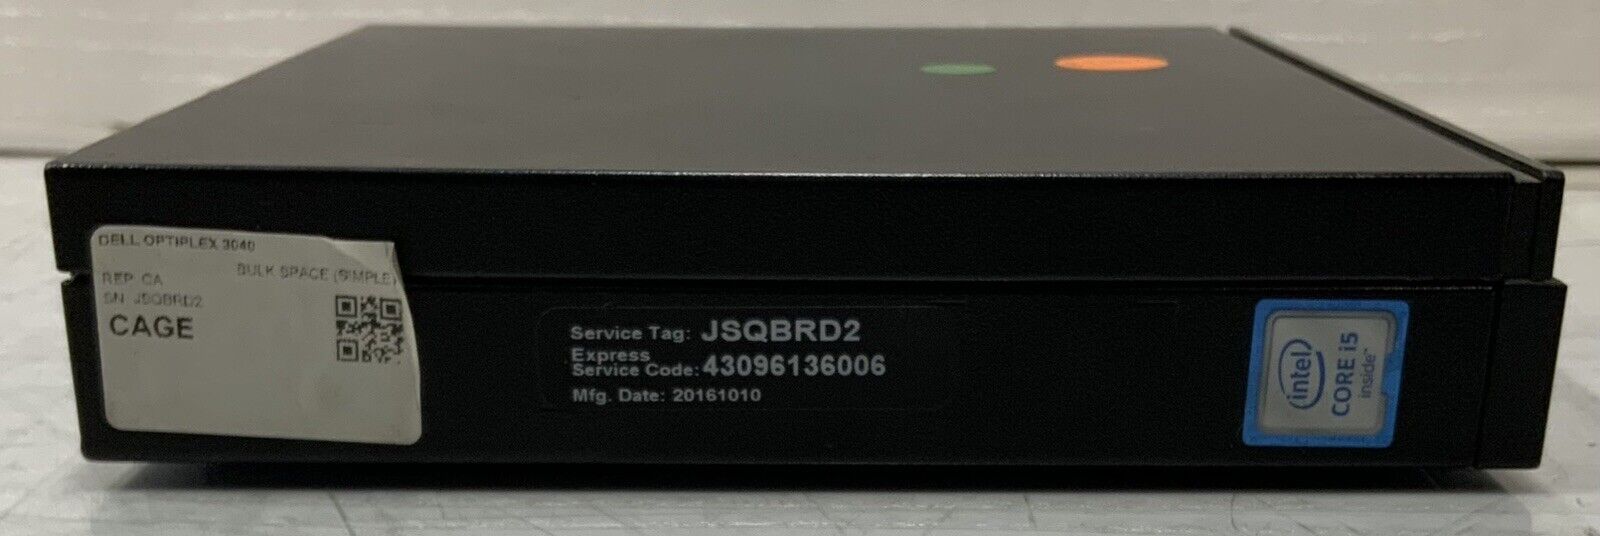 DELL OPTIPLEX 3040
BULK SPACE (SIMPLE)
REP CA
SN JSQBRD2
CAGE
Service Tag: JSQBRD2
Express
Service Code: 43096136006
Mfg. Date: 20161010
intel
CORE i5
inside™